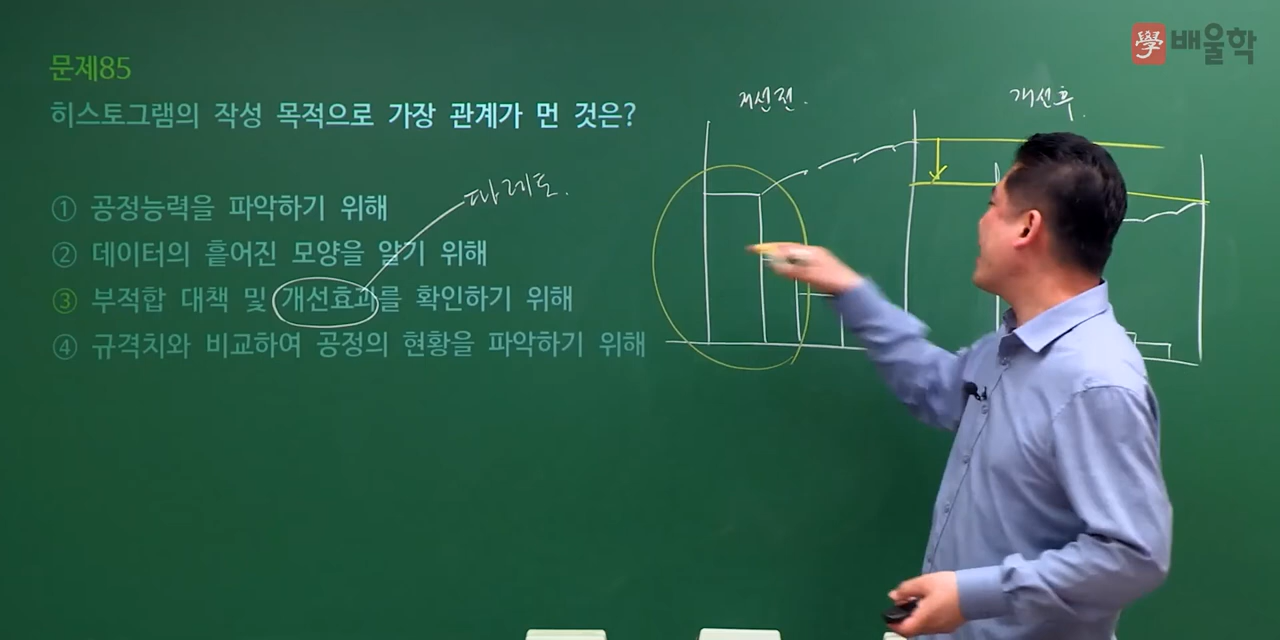 學 배울학
문제85
히스토그램의 작성 목적으로 가장 관계가 먼 것은?
① 공정능력을 파악하기 위해
② 데이터의 흩어진 모양을 알기 위해
③ 부적합 대책 및 개선효과를 확인하기 위해
④ 규격치와 비교하여 공정의 현황을 파악하기 위해
파레토.
개선전.
개선후.